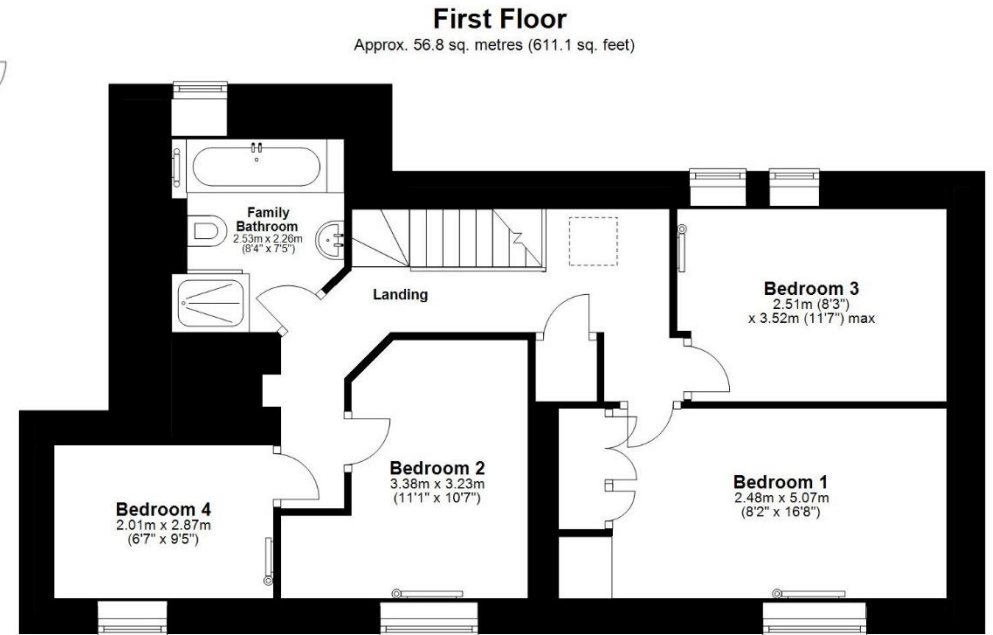 First Floor
Approx. 56.8 sq. metres (611.1 sq. feet)
Family
Bathroom
2.53m x 2.26m
(8'4" x 7'5")
Landing
Bedroom 3
2.51m (8'3")
x 3.52m (11'7") max
Bedroom 2
3.38m x 3.23m
(11'1" x 10'7")
Bedroom 1
2.48m x 5.07m
(8'2" x 16'8")
Bedroom 4
2.01m x 2.87m
(6'7" x 9'5")